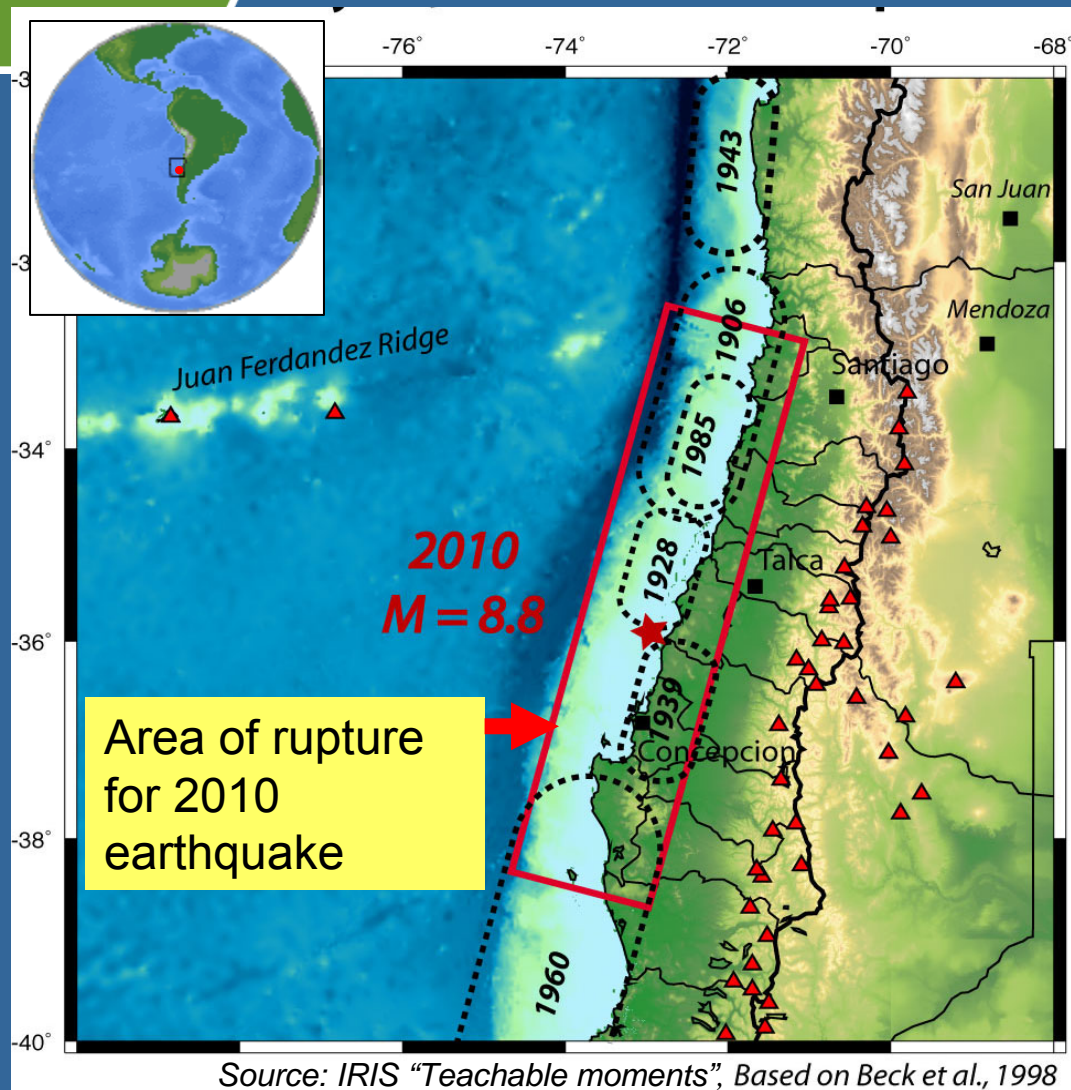 -76° -74° -72° -70° -68°
1943
San Juan
1906
Mendoza
Juan Ferdandez Ridge
Santiago
-34°
1985
2010
M = 8.8
1928
Talca
-36°
1939
Concepcion
Area of rupture
for 2010
earthquake
-38°
1960
-40°
Source: IRIS “Teachable moments”, Based on Beck et al., 1998